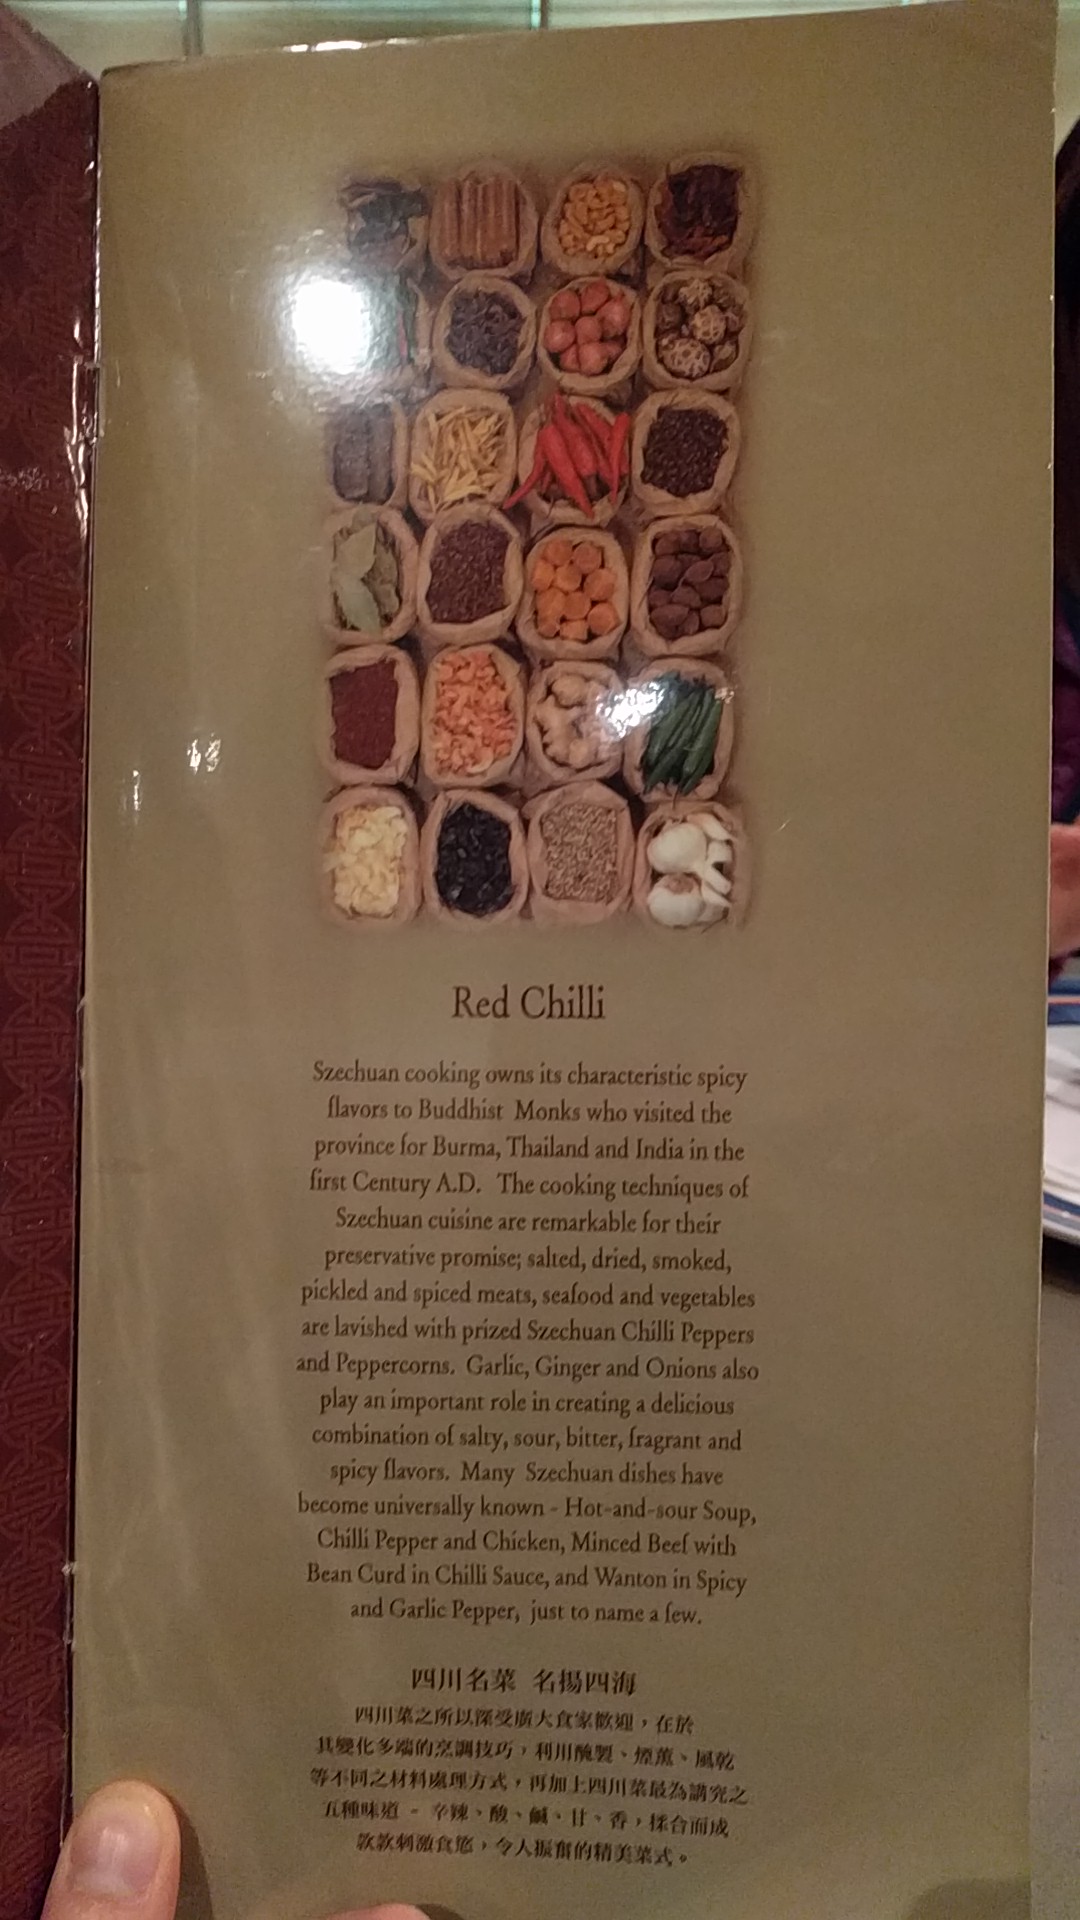 Red Chilli
Szechuan cooking owns its characteristic spicy
flavors to Buddhist Monks who visited the
province for Burma, Thailand and India in the
first Century A.D. The cooking techniques of
Szechuan cuisine are remarkable for their
preservative promise; salted, dried, smoked,
pickled and spiced meats, seafood and vegetables
are lavished with prized Szechuan Chilli Peppers
and Peppercorns. Garlic, Ginger and Onions also
play an important role in creating a delicious
combination of salty, sour, bitter, fragrant and
spicy flavors. Many Szechuan dishes have
become universally known - Hot-and-sour Soup,
Chilli Pepper and Chicken, Minced Beef with
Bean Curd in Chilli Sauce, and Wanton in Spicy
and Garlic Pepper, just to name a few.
四川名菜 名揚四海
四川菜之所以深受廣大食家歡迎，在於
其變化多端的烹調技巧，利用醃製、煙薰、風乾
等不同之材料處理方式，再加上四川菜最為講究之
五種味道 - 辛辣、酸、鹹、甘、香，揉合而成
款款刺激食慾，令人振奮的精美菜式。